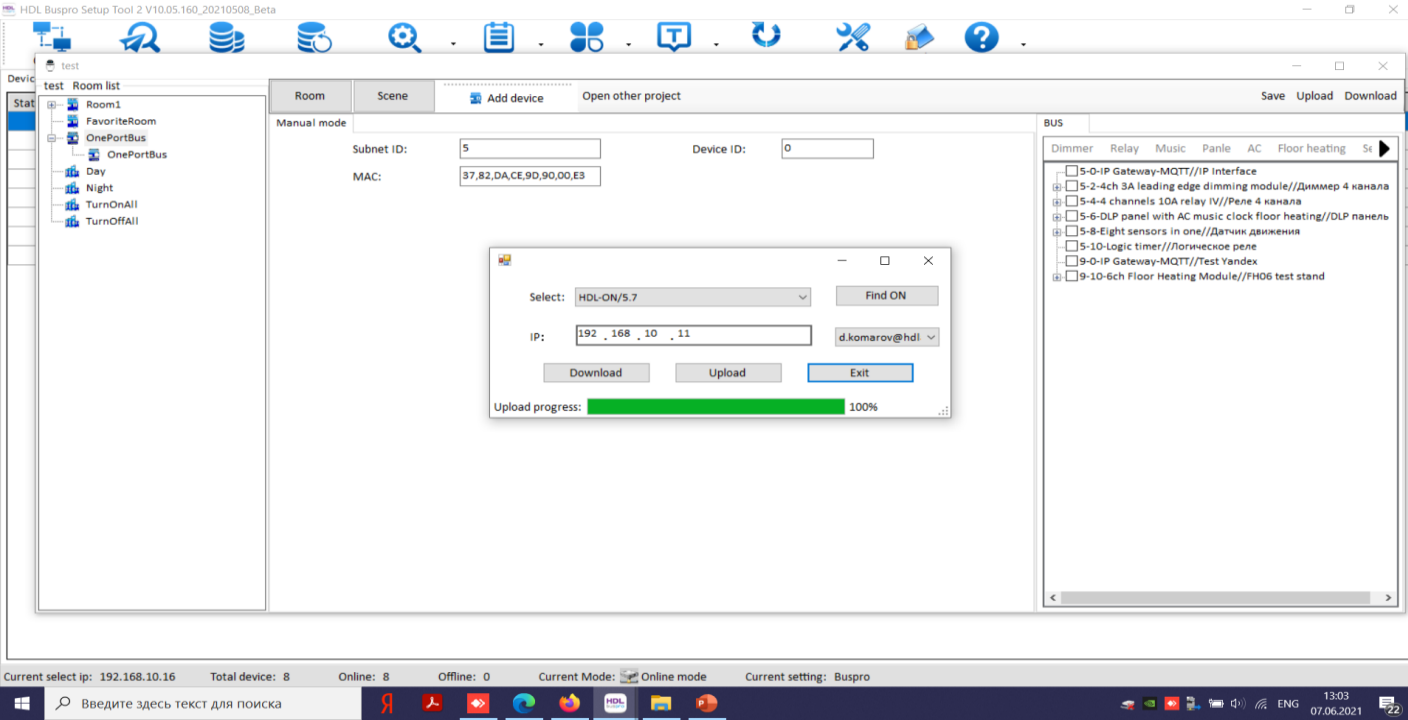 HDL Buspro Setup Tool 2 V10.05.160_20210508_Beta
test
Devic
Stat
test Room list
Room1
FavoriteRoom
OnePortBus
OnePortBus
Day
Night
TurnOnAll
TurnOffAll
Room Scene Add device Open other project Save Upload Download
Manual mode
Subnet ID: 5 Device ID: 0
MAC: 37,82,DA,CE,9D,90,00,E3
BUS
Dimmer Relay Music Panle AC Floor heating Se
5-0-IP Gateway-MQTT//IP Interface
5-2-4ch 3A leading edge dimming module//Диммер 4 канала
5-4-4 channels 10A relay IV//Реле 4 канала
5-6-DLP panel with AC music clock floor heating//DLP панель
5-8-Eight sensors in one//Датчик движения
5-10-Logic timer//Логическое реле
9-0-IP Gateway-MQTT//Test Yandex
9-10-6ch Floor Heating Module//FH06 test stand
Select: HDL-ON/5.7 Find ON
IP: 192 . 168 . 10 . 11 d.komarov@hdl
Download Upload Exit
Upload progress: 100%
Current select ip: 192.168.10.16 Total device: 8 Online: 8 Offline: 0 Current Mode: Online mode Current setting: Buspro
Введите здесь текст для поиска
Я
HDL
BUSPRO
ENG
13:03
07.06.2021
22